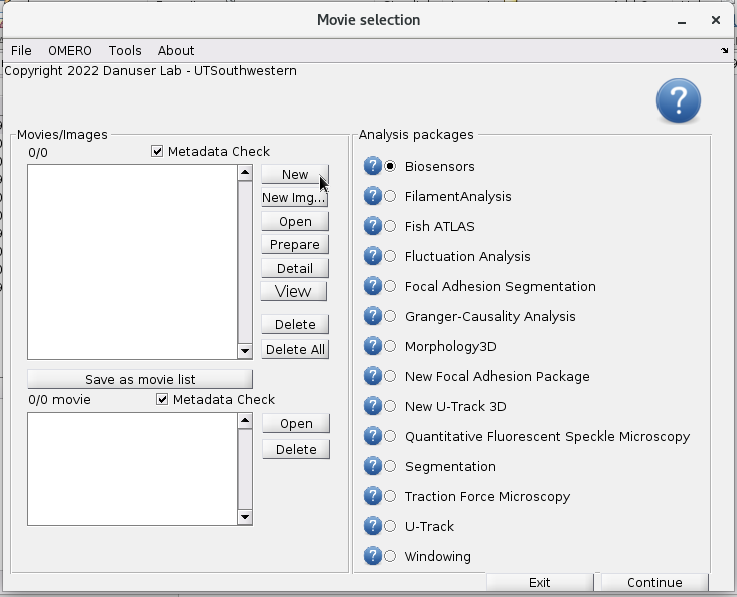 Movie selection
File OMERO Tools About
Copyright 2022 Danuser Lab - UTSouthwestern
?
Movies/Images
0/0 Metadata Check
New
New Img...
Open
Prepare
Detail
View
Delete
Delete All
Save as movie list
0/0 movie Metadata Check
Open
Delete
Analysis packages
? Biosensors
? FilamentAnalysis
? Fish ATLAS
? Fluctuation Analysis
? Focal Adhesion Segmentation
? Granger-Causality Analysis
? Morphology3D
? New Focal Adhesion Package
? New U-Track 3D
? Quantitative Fluorescent Speckle Microscopy
? Segmentation
? Traction Force Microscopy
? U-Track
? Windowing
Exit Continue